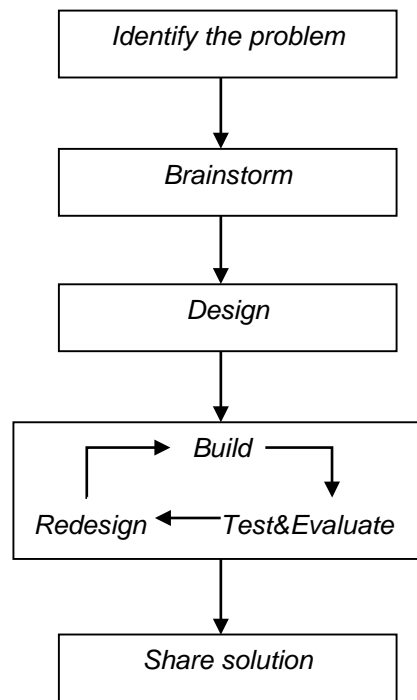 Identify the problem
Brainstorm
Design
Build
Redesign Test&Evaluate
Share solution